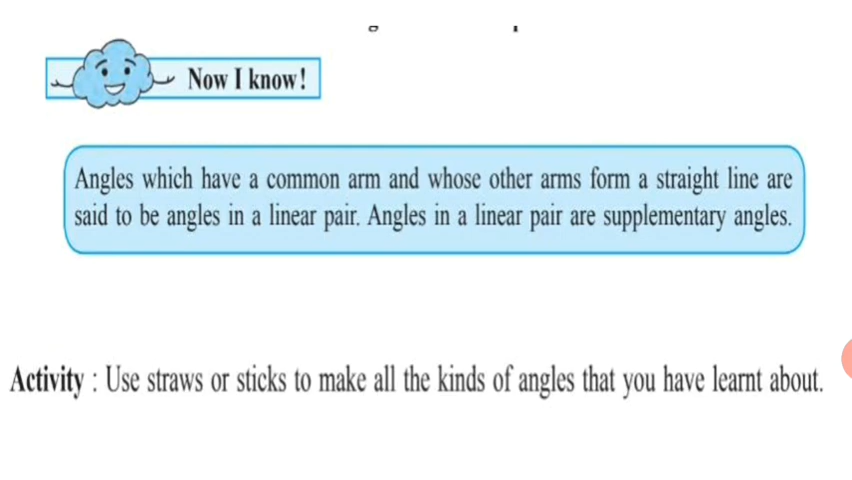 Now I know!
Angles which have a common arm and whose other arms form a straight line are
said to be angles in a linear pair. Angles in a linear pair are supplementary angles.
Activity : Use straws or sticks to make all the kinds of angles that you have learnt about.